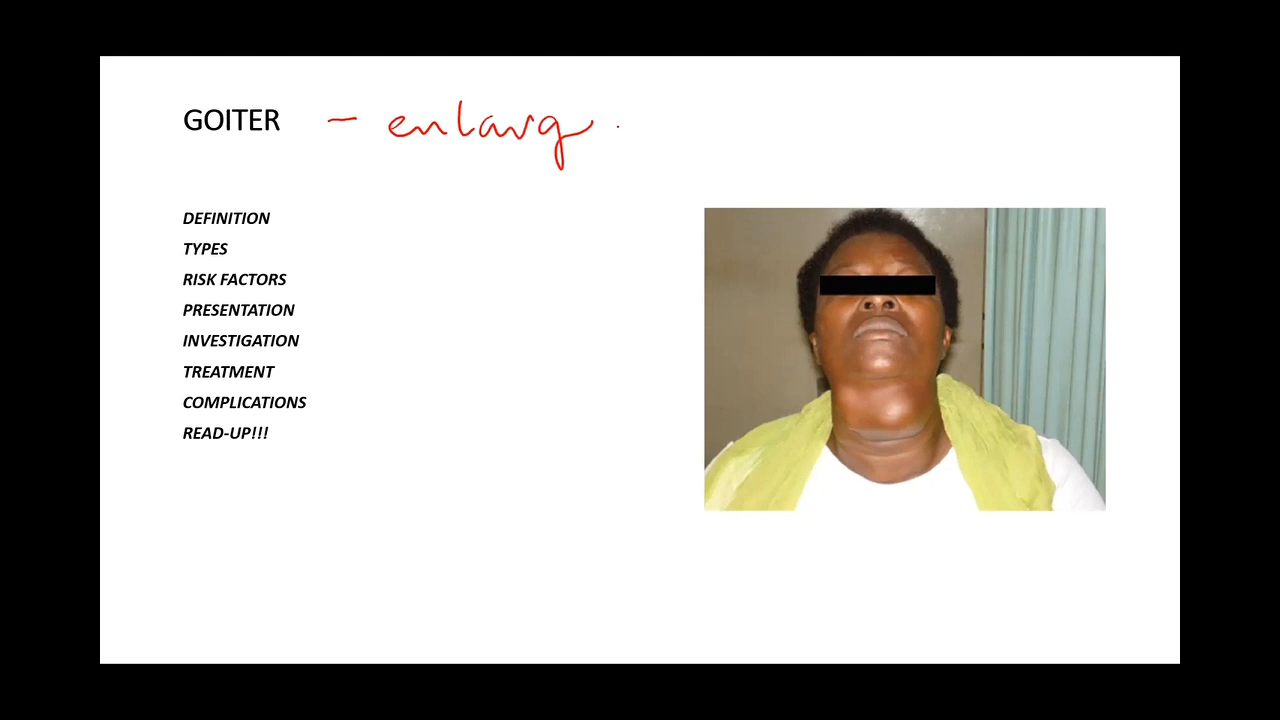 GOITER – enlarg.
DEFINITION
TYPES
RISK FACTORS
PRESENTATION
INVESTIGATION
TREATMENT
COMPLICATIONS
READ-UP!!!